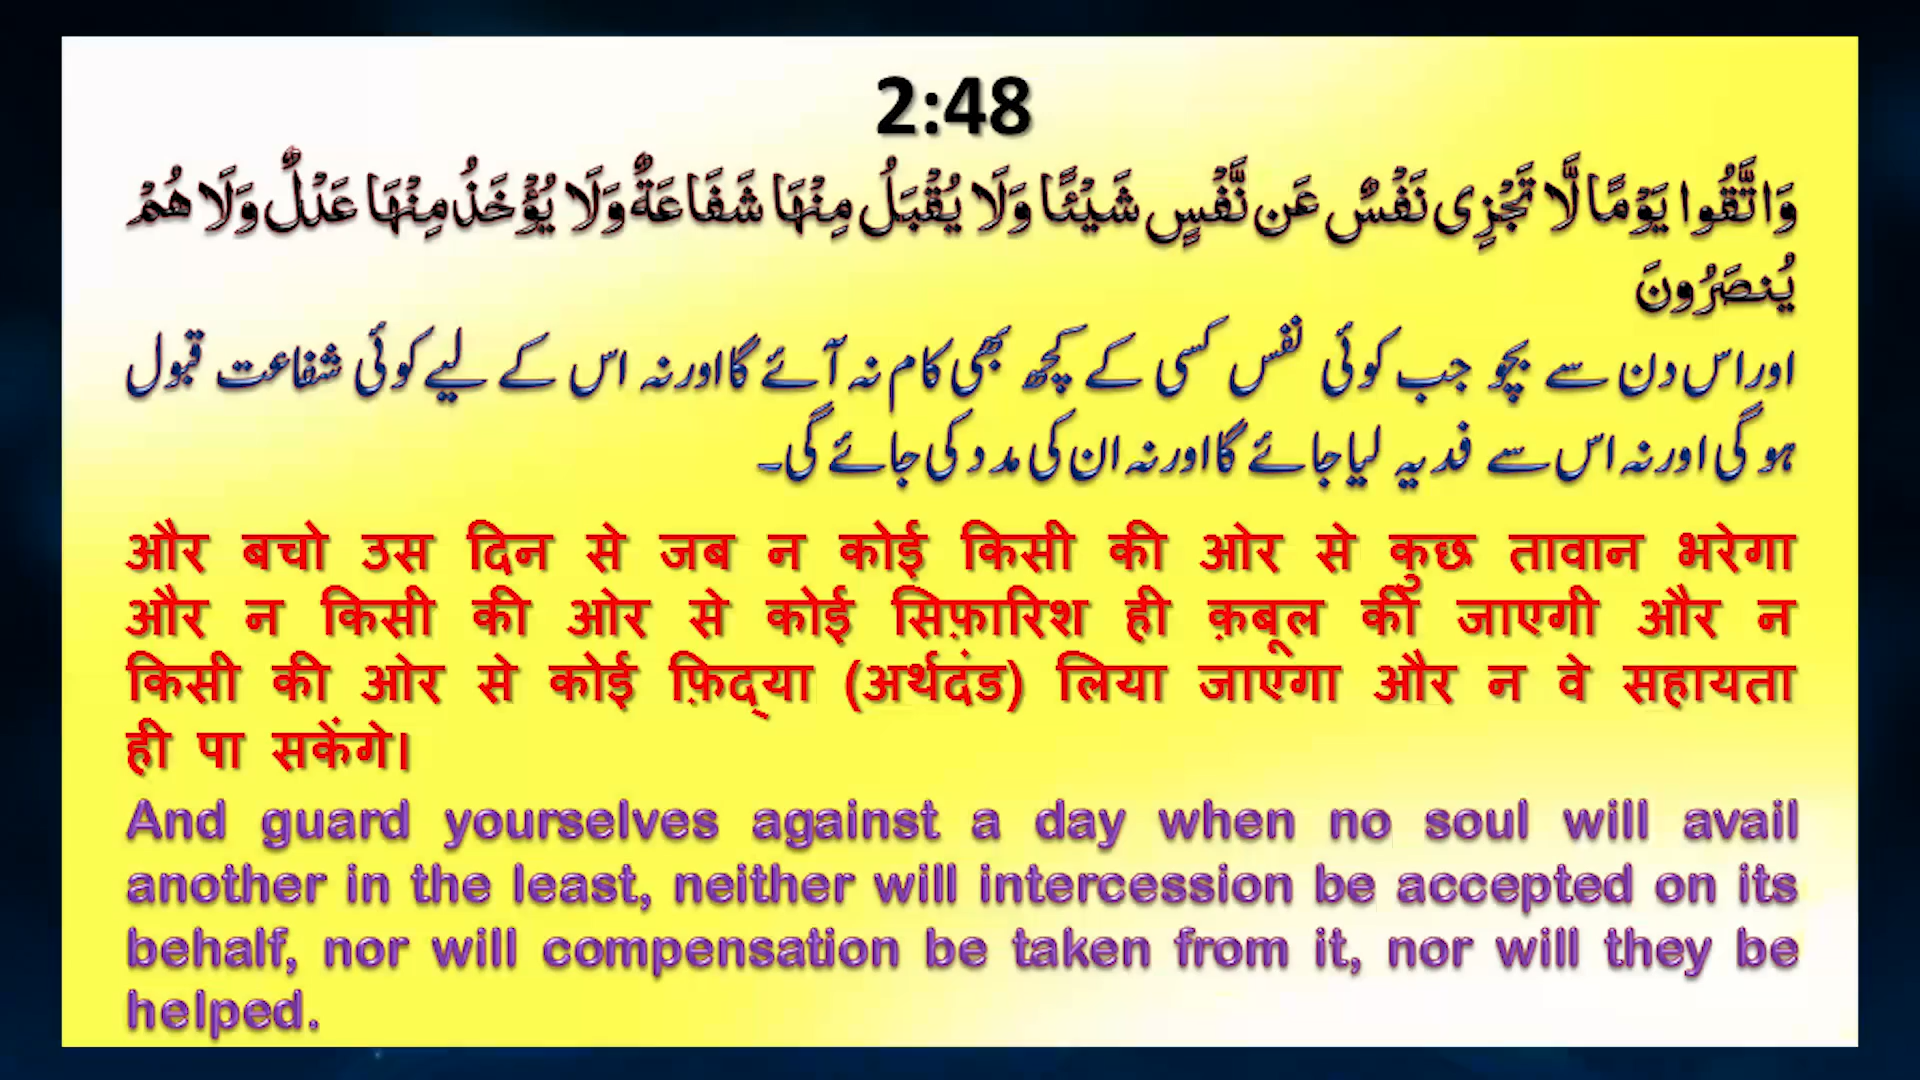 2:48
وَاتَّقُوا يَوْمًا لَّا تَجْزِى نَفْسٌ عَن نَّفْسٍ شَيْئًا وَلَا يُقْبَلُ مِنْهَا شَفَاعَةٌ وَلَا يُؤْخَذُ مِنْهَا عَدْلٌ وَلَا هُمْ
يُنصَرُونَ
اور اس دن سے بچو جب کوئی نفس کسی کے کچھ بھی کام نہ آئے گا اور نہ اس کے لیے کوئی شفاعت قبول
ہوگی اور نہ اس سے فدیہ لیا جائے گا اور نہ ان کی مدد کی جائے گی۔
और बचो उस दिन से जब न कोई किसी की ओर से कुछ तावान भरेगा
और न किसी की ओर से कोई सिफ़ारिश ही क़बूल की जाएगी और न
किसी की ओर से कोई फ़िद्या (अर्थदंड) लिया जाएगा और न वे सहायता
ही पा सकेंगे।
And guard yourselves against a day when no soul will avail
another in the least, neither will intercession be accepted on its
behalf, nor will compensation be taken from it, nor will they be
helped.